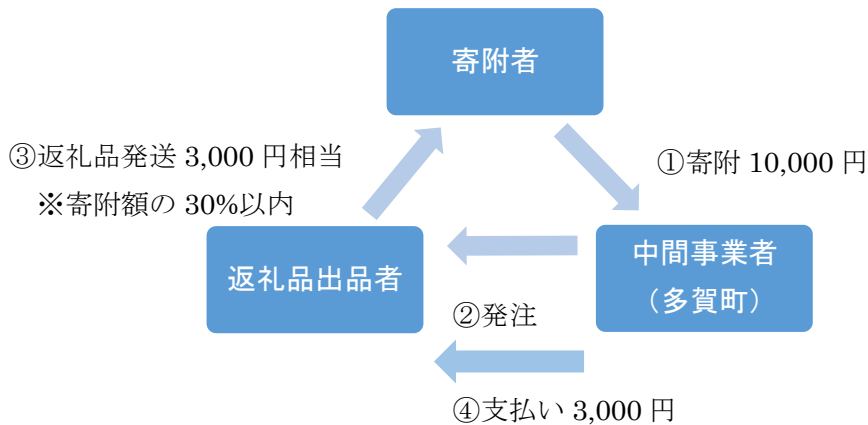 寄附者
③返礼品発送 3,000 円相当
※寄附額の 30%以内
①寄附 10,000 円
返礼品出品者
中間事業者
（多賀町）
②発注
④支払い 3,000 円